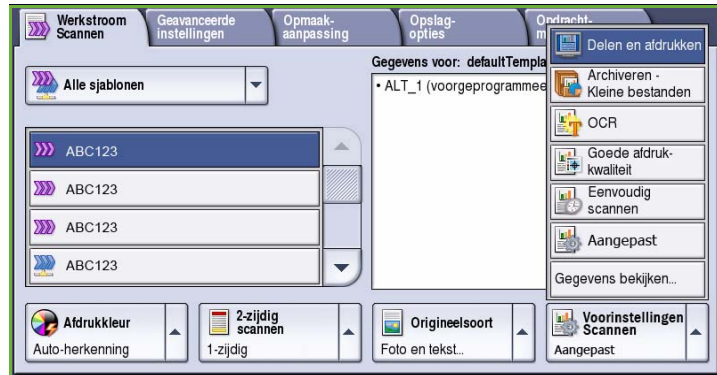 Werkstroom
Scannen
Geavanceerde
instellingen
Opmaak-
aanpassing
Opslag-
opties
Opdracht-
Alle sjablonen
Gegevens voor: defaultTempla
• ALT_1 (voorgeprogrammee
ABC123
ABC123
ABC123
ABC123
Delen en afdrukken
Archiveren -
Kleine bestanden
OCR
Goede afdruk-
kwaliteit
Eenvoudig
scannen
Aangepast
Gegevens bekijken...
Afdrukkleur
Auto-herkenning
2-zijdig
scannen
1-zijdig
Origineelsoort
Foto en tekst...
Voorinstellingen
Scannen
Aangepast